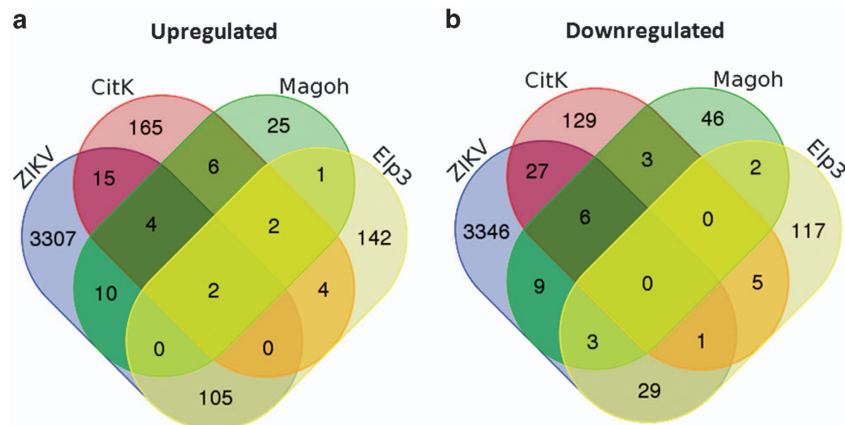 a
Upregulated
CitK
Magoh
ZIKV
Elp3
165
25
15
6
1
3307
4
2
142
10
2
4
0
0
105
b
Downregulated
CitK
Magoh
ZIKV
Elp3
129
46
27
3
2
3346
6
0
117
9
0
5
3
1
29